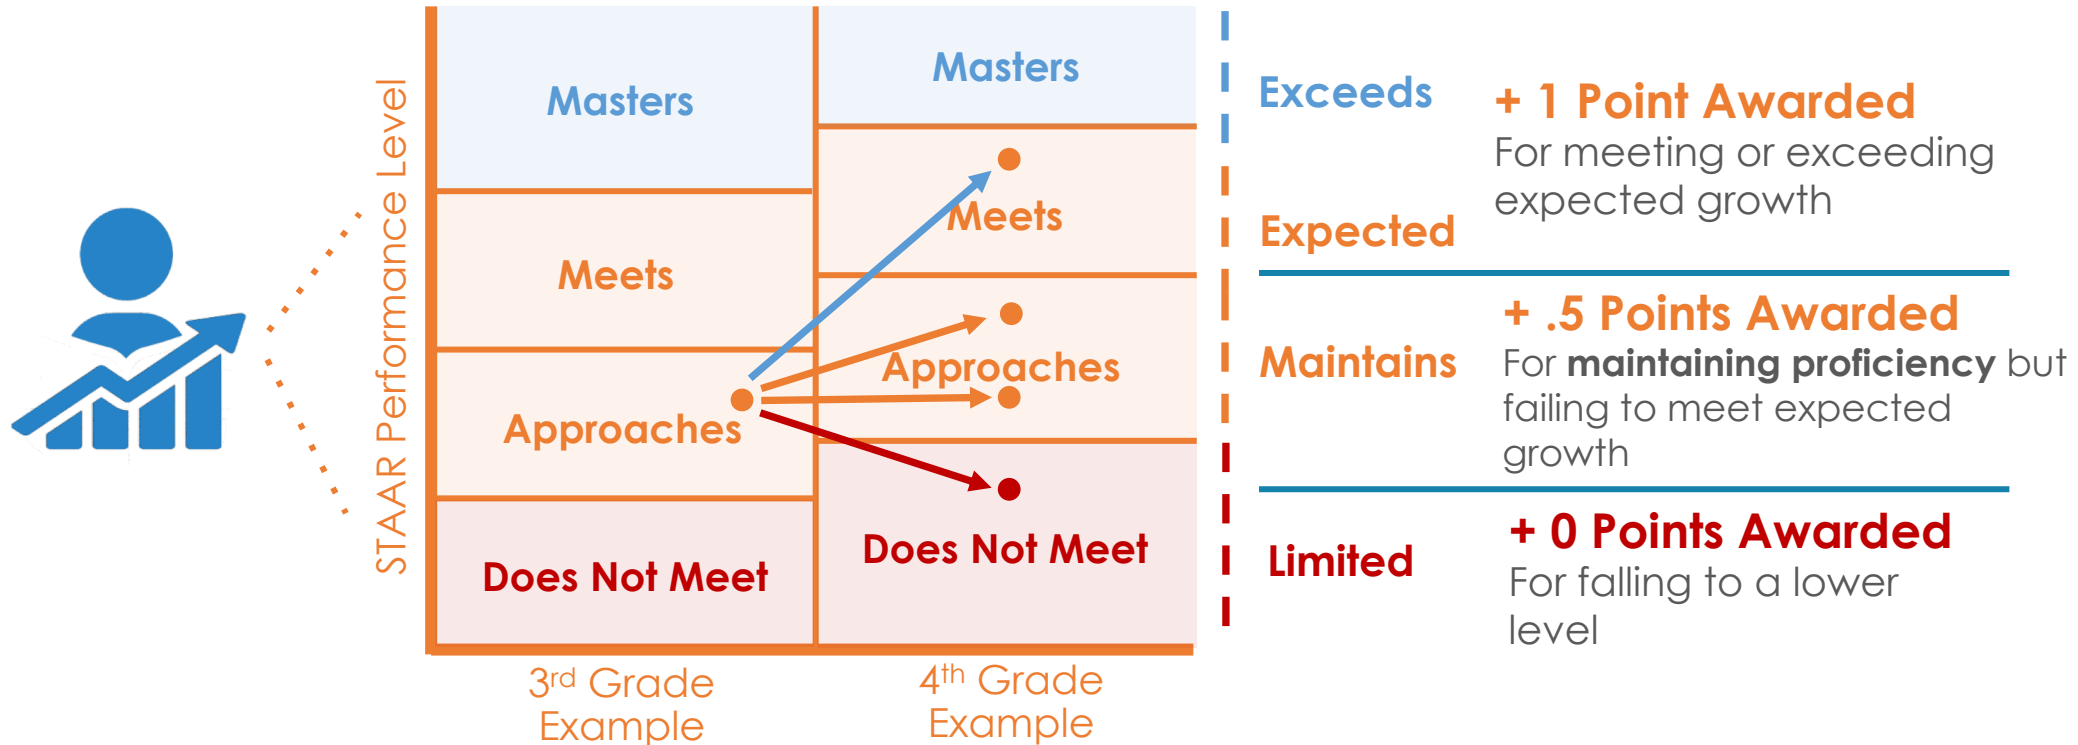 STAAR Performance Level
Masters
Meets
Approaches
Does Not Meet
3rd Grade
Example
Masters
Meets
Approaches
Does Not Meet
4th Grade
Example
Exceeds
Expected
+ 1 Point Awarded
For meeting or exceeding
expected growth
Maintains
+ .5 Points Awarded
For maintaining proficiency but
failing to meet expected
growth
Limited
+ 0 Points Awarded
For falling to a lower
level